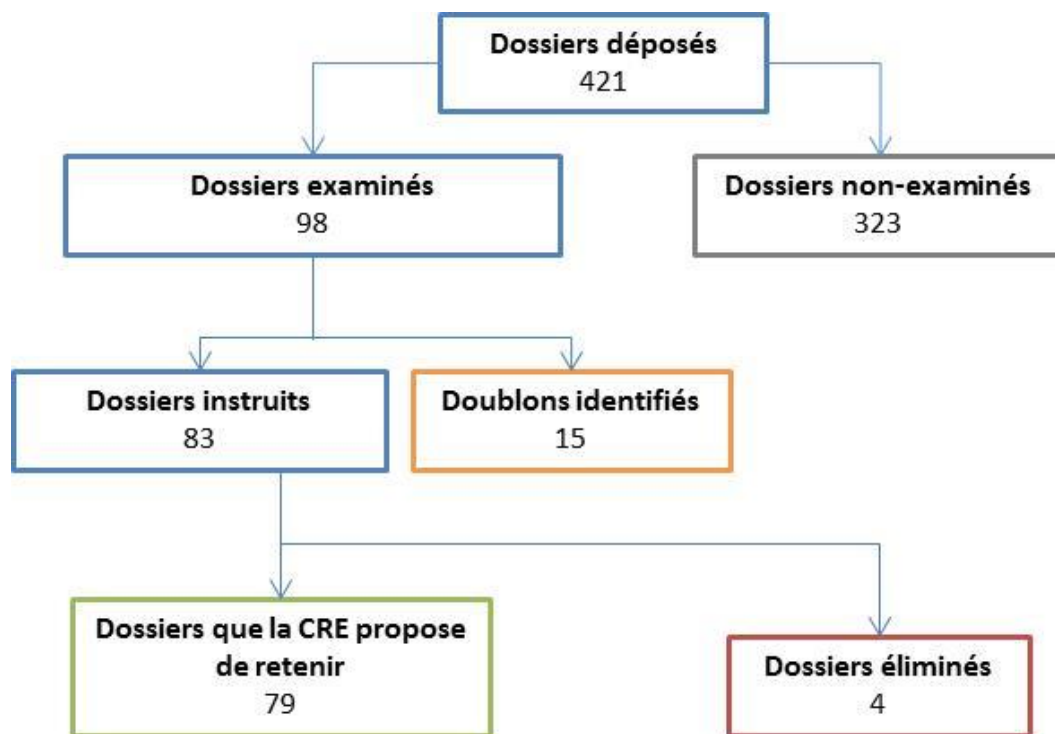 Dossiers déposés
421
Dossiers examinés
98
Dossiers non-examinés
323
Dossiers instruits
83
Doublons identifiés
15
Dossiers que la CRE propose
de retenir
79
Dossiers éliminés
4